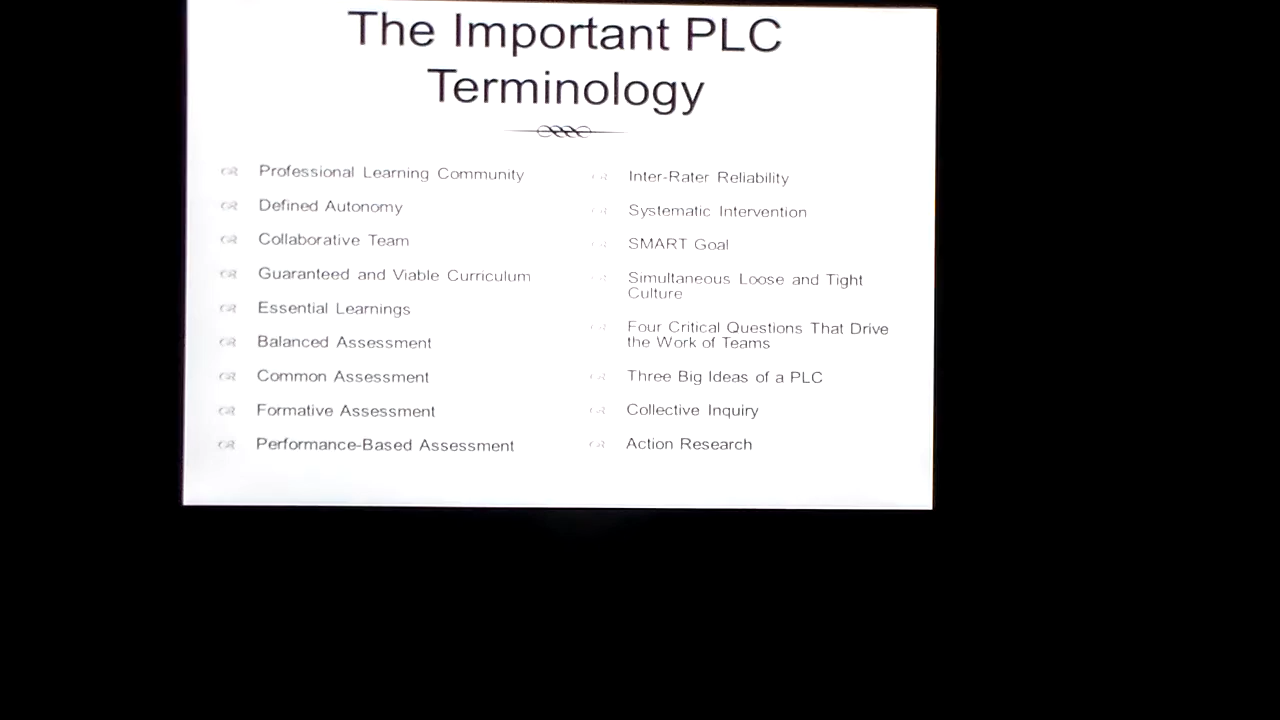 The Important PLC
Terminology
Professional Learning Community
Defined Autonomy
Collaborative Team
Guaranteed and Viable Curriculum
Essential Learnings
Balanced Assessment
Common Assessment
Formative Assessment
Performance-Based Assessment
Inter-Rater Reliability
Systematic Intervention
SMART Goal
Simultaneous Loose and Tight
Culture
Four Critical Questions That Drive
the Work of Teams
Three Big Ideas of a PLC
Collective Inquiry
Action Research